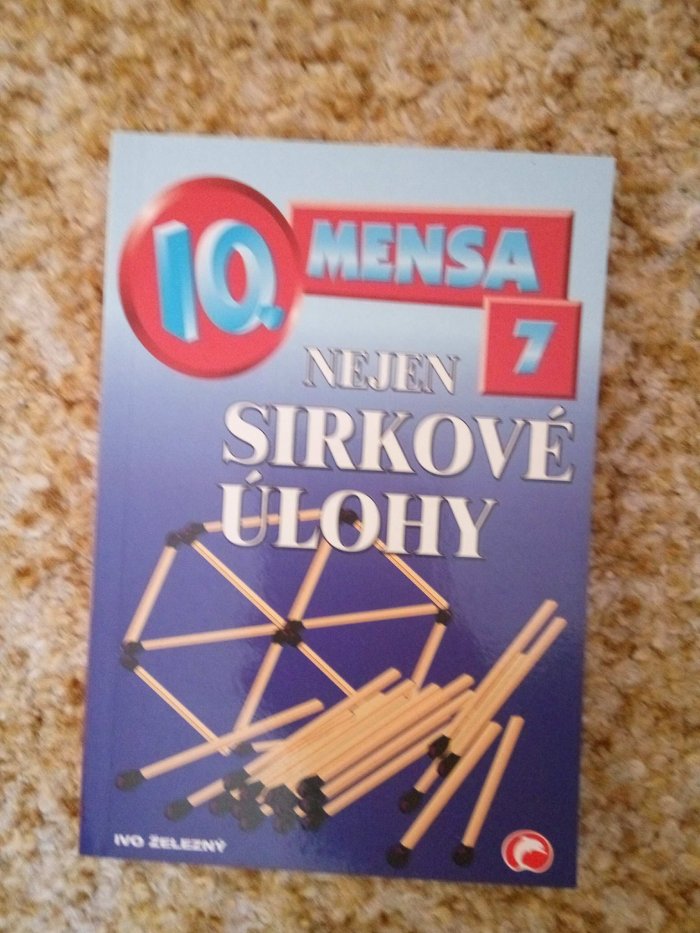 IQ
MENSA
7
NEJEN
SIRKOVÉ
ÚLOHY
IVO ŽELEZNÝ